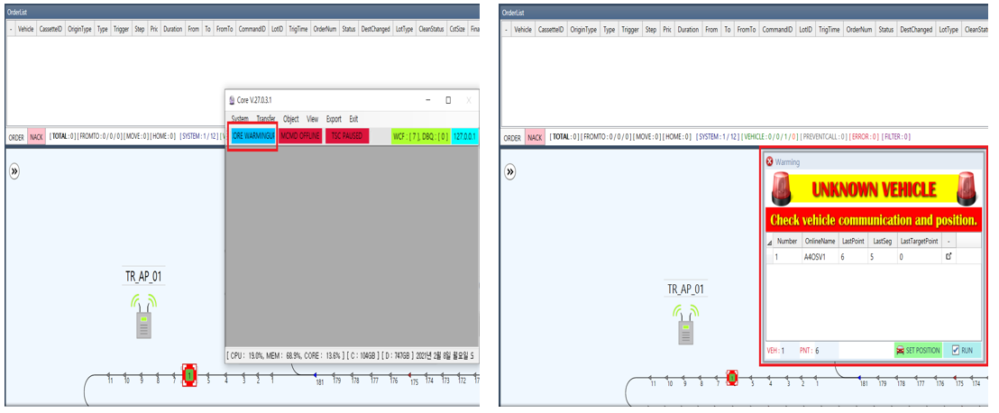 OrderList
- Vehicle CassetteID OriginType Type Trigger Step Pric Duration From To FromTo CommandID LotID TrigTime OrderNum Status DestChanged LotType CleanStatus CstSize Fina
Core V.27.0.3.1
System Transfer Object View Export Exit
CORE WARMINGUP MCMD OFFLINE TSC PAUSED WCF : [ 7 ], DBQ : [ 0 ] 127.0.0.1
ORDER NACK [ TOTAL : 0 ] [ FROMTO : 0 / 0 / 0 ] [ MOVE : 0 ] [ HOME : 0 ] [ SYSTEM : 1 / 12 ] [ V
TR_AP_01
[ CPU : 19.0%, MEM : 68.9%, CORE : 13.6% ] [ C : 104GB ] [ D : 747GB ] 2021년 2월 8일 월요일 5
11 10 9 8 7 1 5 4 3 2 1 181 179 178 177 176 175 174 173 172 17
OrderList
- Vehicle CassetteID OriginType Type Trigger Step Pric Duration From To FromTo CommandID LotID TrigTime OrderNum Status DestChanged LotType CleanStatu
ORDER NACK [ TOTAL : 0 ] [ FROMTO : 0 / 0 / 0 ] [ MOVE : 0 ] [ HOME : 0 ] [ SYSTEM : 1 / 12 ] [ VEHICLE : 0 / 0 / 1 / 0 ] [ PREVENTCALL : 0 ] [ ERROR : 0 ] [ FILTER : 0 ]
Warming
UNKNOWN VEHICLE
Check vehicle communication and position.
Number OnlineName LastPoint LastSeg LastTargetPoint -
1 A4OSV1 6 5 0
TR_AP_01
VEH : 1 PNT : 6 SET POSITION RUN
11 10 9 8 7 1 5 4 3 2 1 181 179 178 177 176 175 174